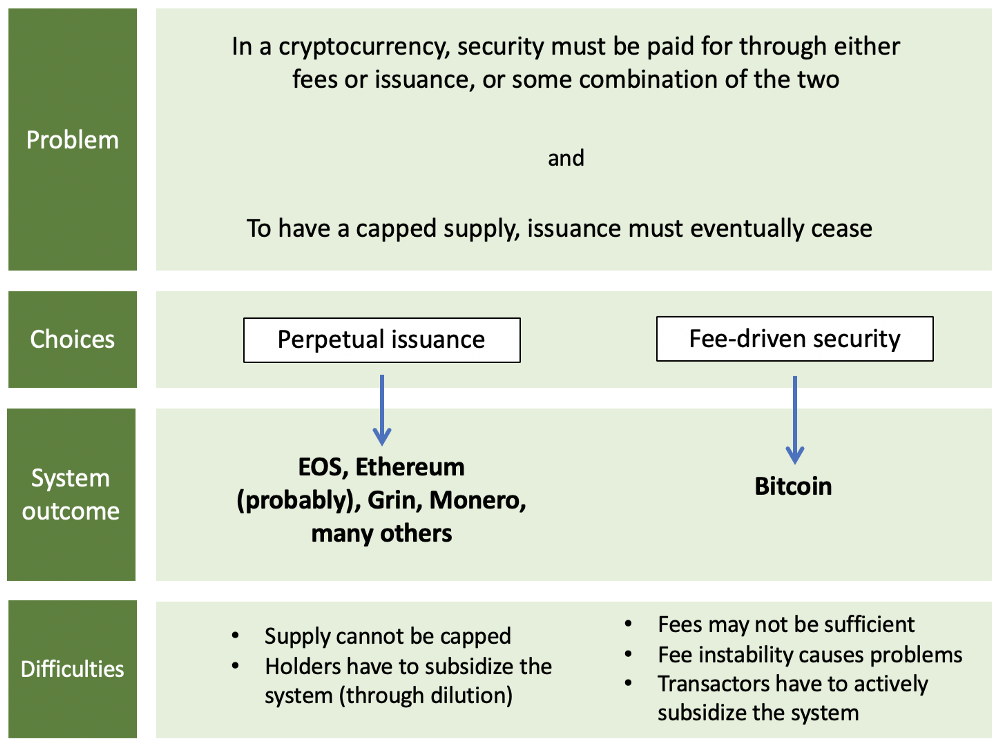 Problem
In a cryptocurrency, security must be paid for through either
fees or issuance, or some combination of the two
and
To have a capped supply, issuance must eventually cease
Choices
Perpetual issuance
Fee-driven security
System
outcome
EOS, Ethereum
(probably), Grin, Monero,
many others
Bitcoin
Difficulties
• Supply cannot be capped
• Holders have to subsidize the
system (through dilution)
• Fees may not be sufficient
• Fee instability causes problems
• Transactors have to actively
subsidize the system